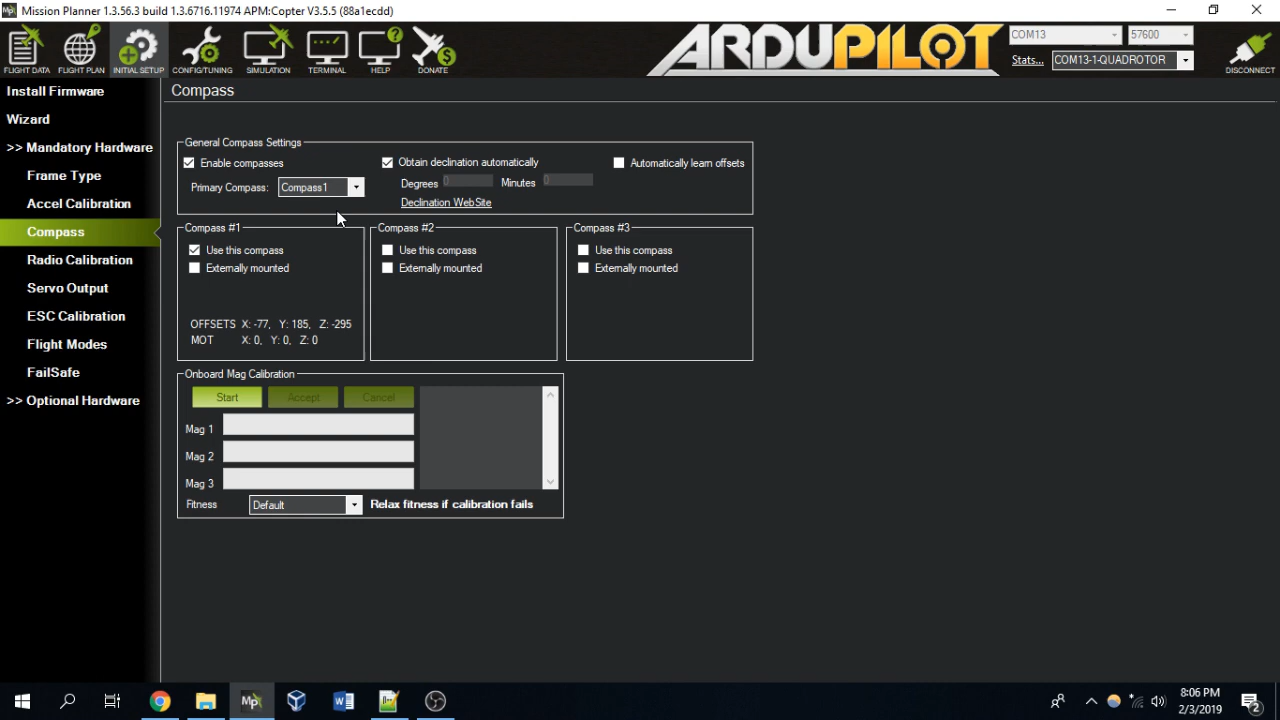 Mission Planner 1.3.56.3 build 1.3.6716.11974 APM:Copter V3.5.5 (88a1ecdd)
FLIGHT DATA FLIGHT PLAN INITIAL SETUP CONFIG/TUNING SIMULATION TERMINAL HELP DONATE
ARDUPILOT
COM13 57600
Stats... COM13-1-QUADROTOR
DISCONNECT
Install Firmware
Wizard
>> Mandatory Hardware
Frame Type
Accel Calibration
Compass
Radio Calibration
Servo Output
ESC Calibration
Flight Modes
FailSafe
>> Optional Hardware
Compass
General Compass Settings
Enable compasses Obtain declination automatically Automatically learn offsets
Primary Compass: Compass1 Degrees 0 Minutes 0
Declination WebSite
Compass #1
Use this compass
Externally mounted
OFFSETS X: -77, Y: 185, Z: -295
MOT X: 0, Y: 0, Z: 0
Compass #2
Use this compass
Externally mounted
Compass #3
Use this compass
Externally mounted
Onboard Mag Calibration
Start Accept Cancel
Mag 1
Mag 2
Mag 3
Fitness Default Relax fitness if calibration fails
8:06 PM
2/3/2019
2